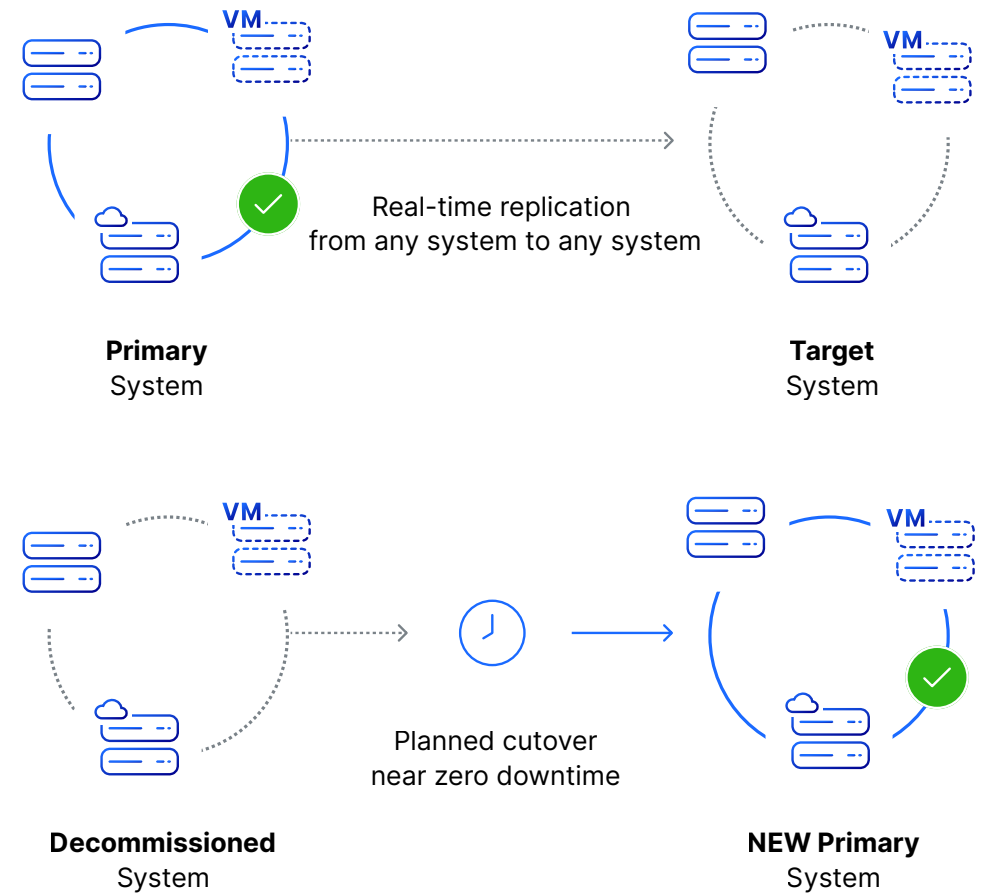 VM
VM
Real-time replication
from any system to any system
Primary
System
Target
System
VM
VM
Planned cutover
near zero downtime
Decommissioned
System
NEW Primary
System